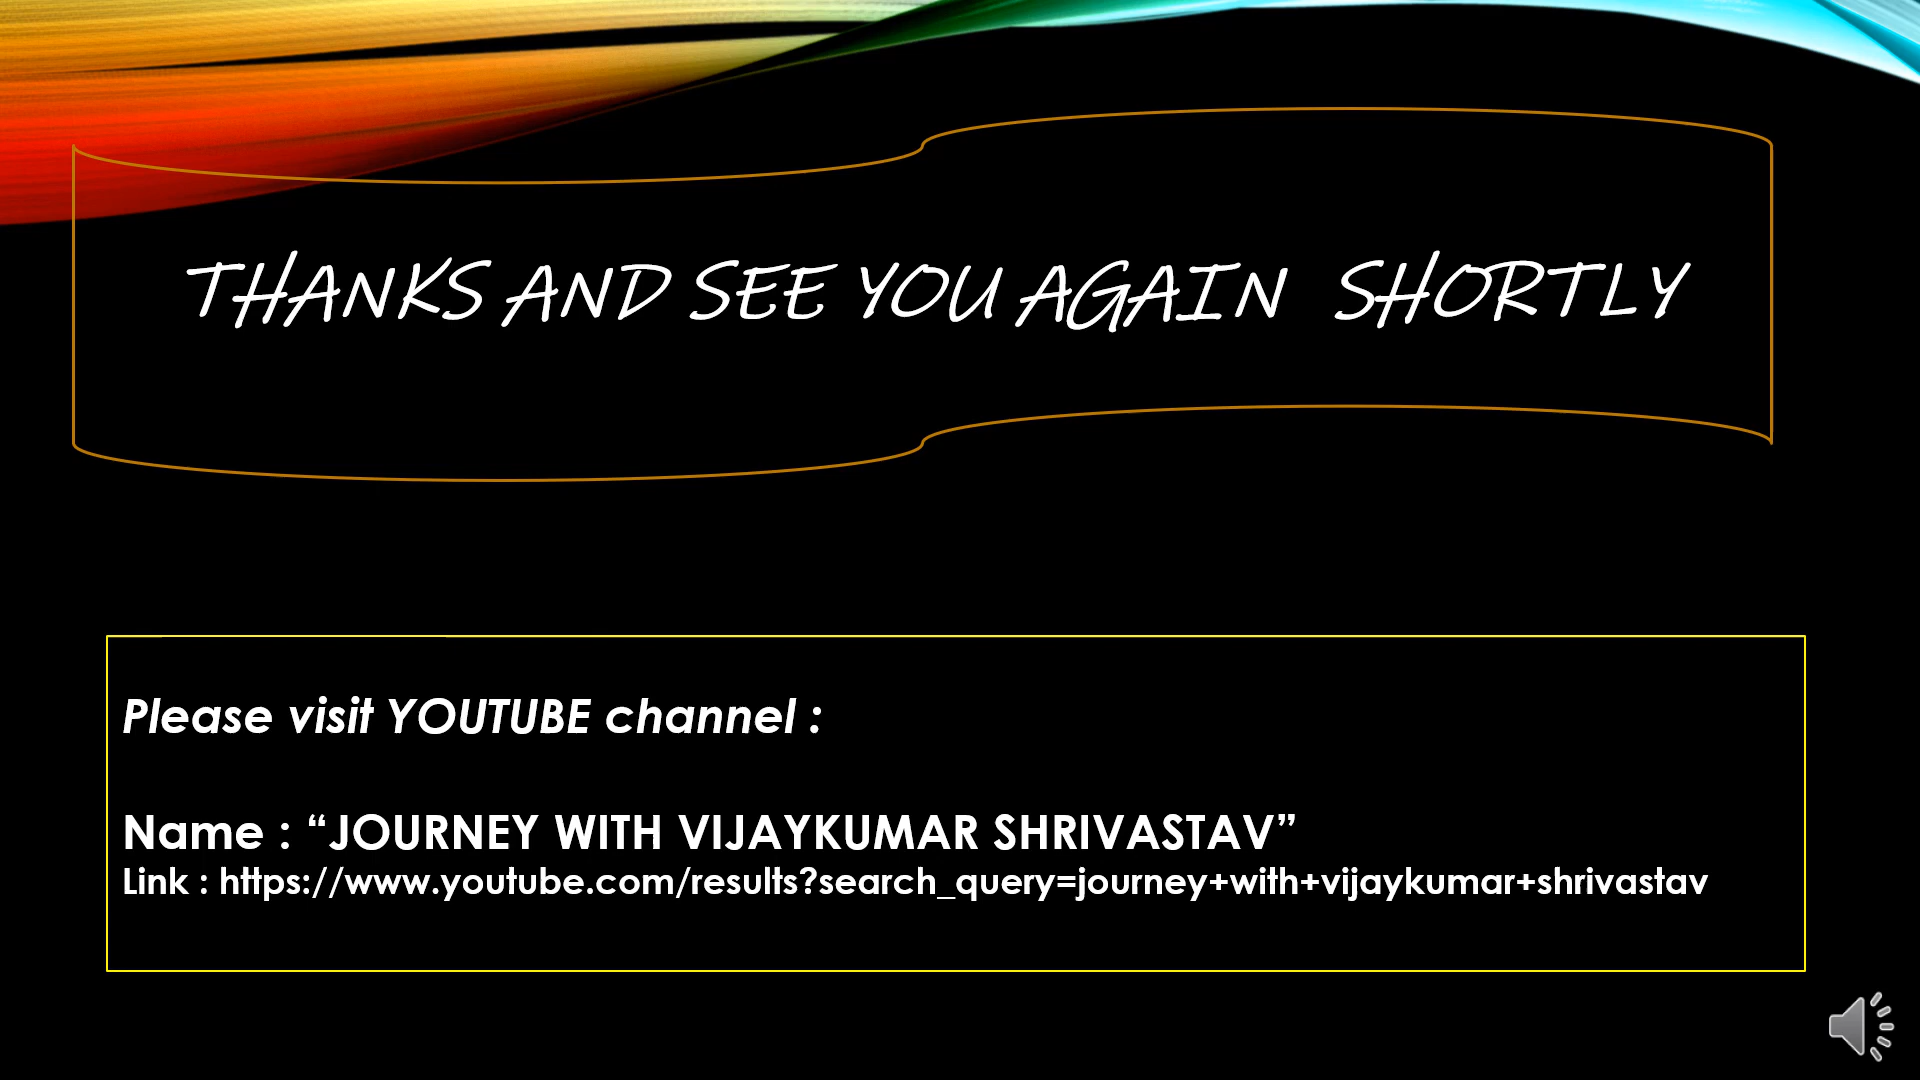 THANKS AND SEE YOU AGAIN SHORTLY
Please visit YOUTUBE channel :
Name : “JOURNEY WITH VIJAYKUMAR SHRIVASTAV”
Link : https://www.youtube.com/results?search_query=journey+with+vijaykumar+shrivastav